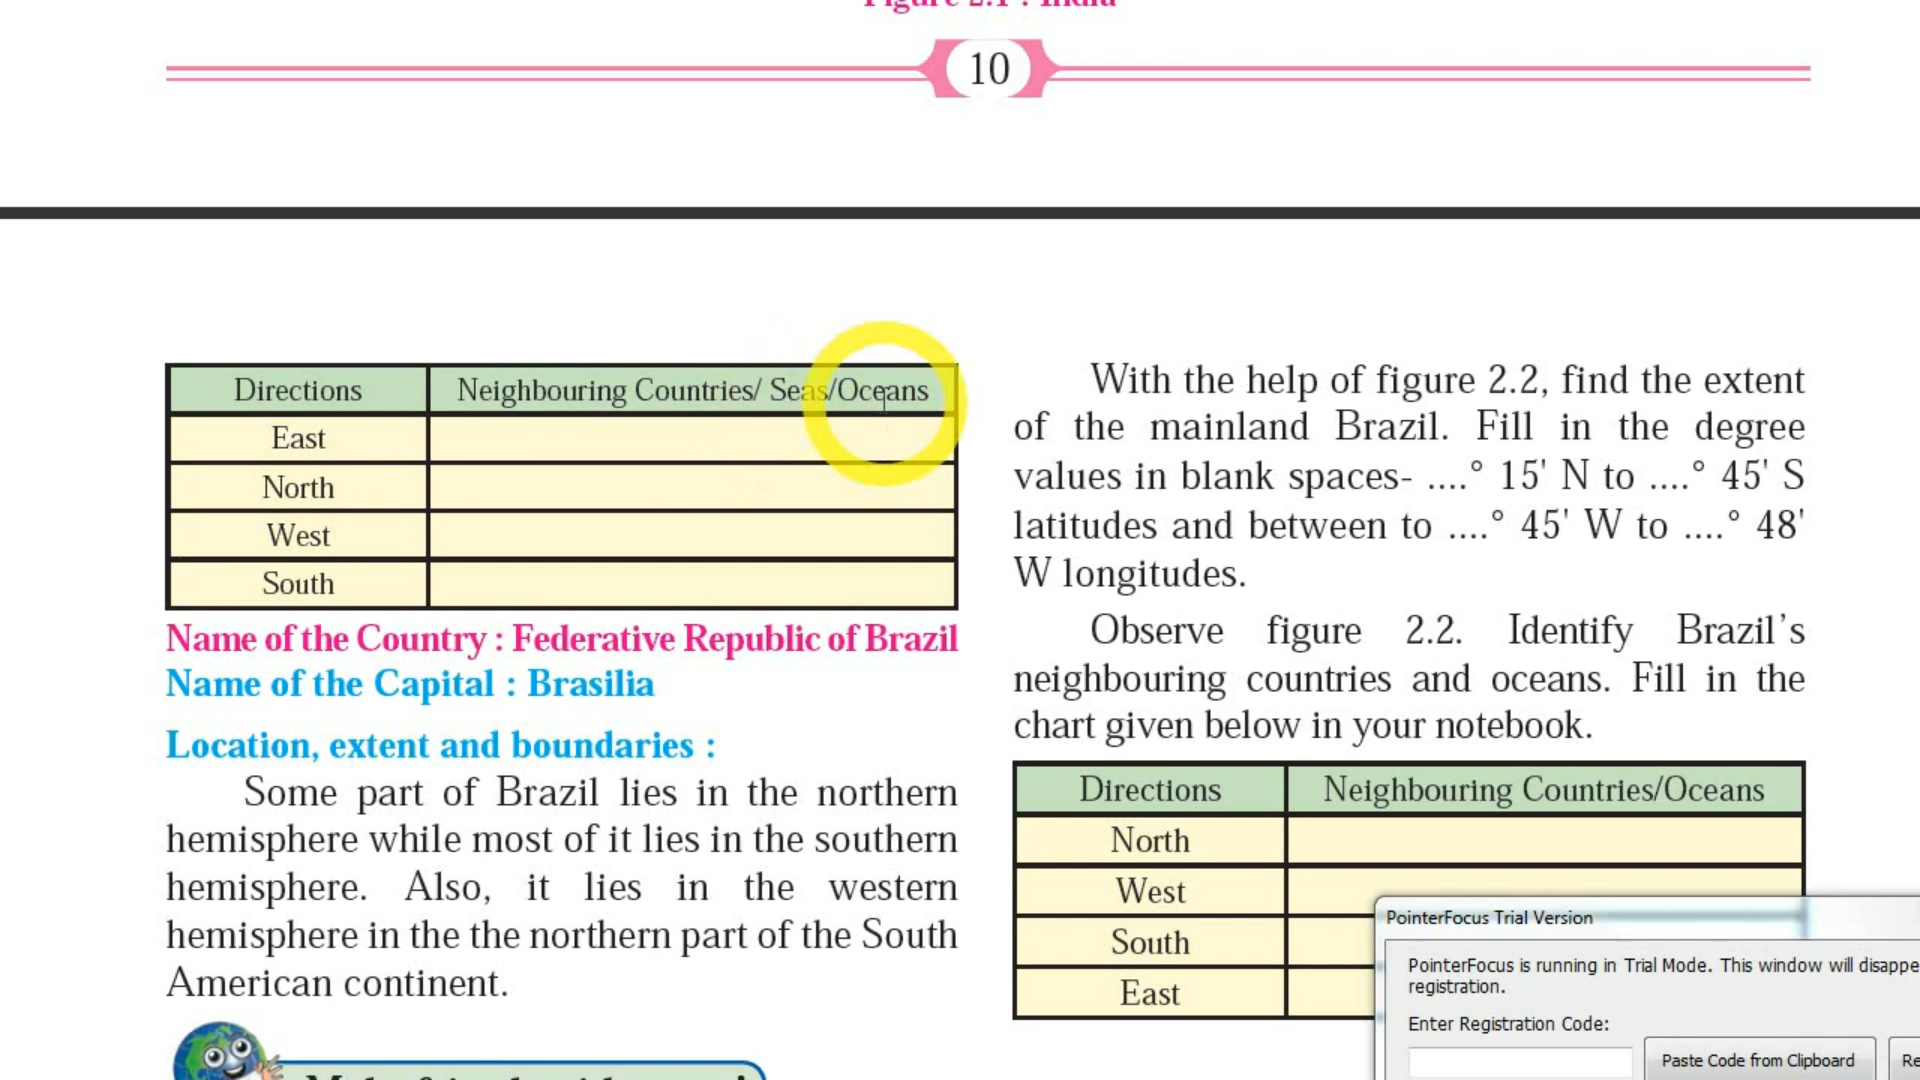 Figure 2.1 : India
10
Directions Neighbouring Countries/ Seas/Oceans
East
North
West
South
Name of the Country : Federative Republic of Brazil
Name of the Capital : Brasilia
Location, extent and boundaries :
Some part of Brazil lies in the northern
hemisphere while most of it lies in the southern
hemisphere. Also, it lies in the western
hemisphere in the the northern part of the South
American continent.
With the help of figure 2.2, find the extent
of the mainland Brazil. Fill in the degree
values in blank spaces- ....° 15' N to ....° 45' S
latitudes and between to ....° 45' W to ....° 48'
W longitudes.
Observe figure 2.2. Identify Brazil's
neighbouring countries and oceans. Fill in the
chart given below in your notebook.
Directions Neighbouring Countries/Oceans
North
West
South
East
PointerFocus Trial Version
PointerFocus is running in Trial Mode. This window will disappe
registration.
Enter Registration Code:
Paste Code from Clipboard
Re